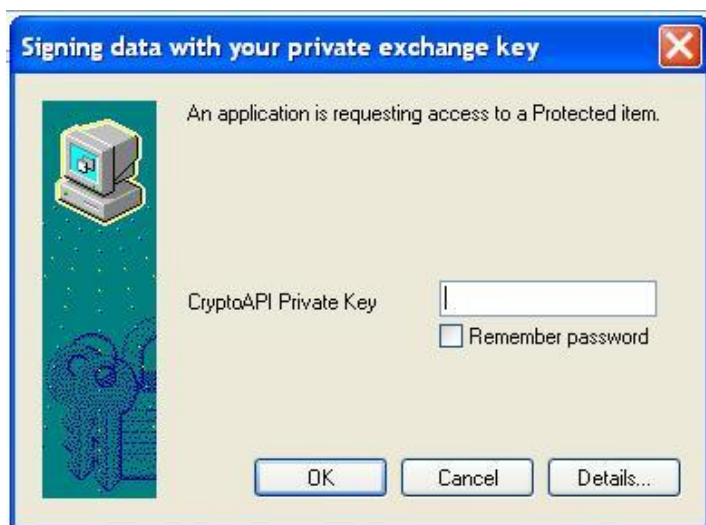 Signing data with your private exchange key
An application is requesting access to a Protected item.
CryptoAPI Private Key
Remember password
OK Cancel Details...